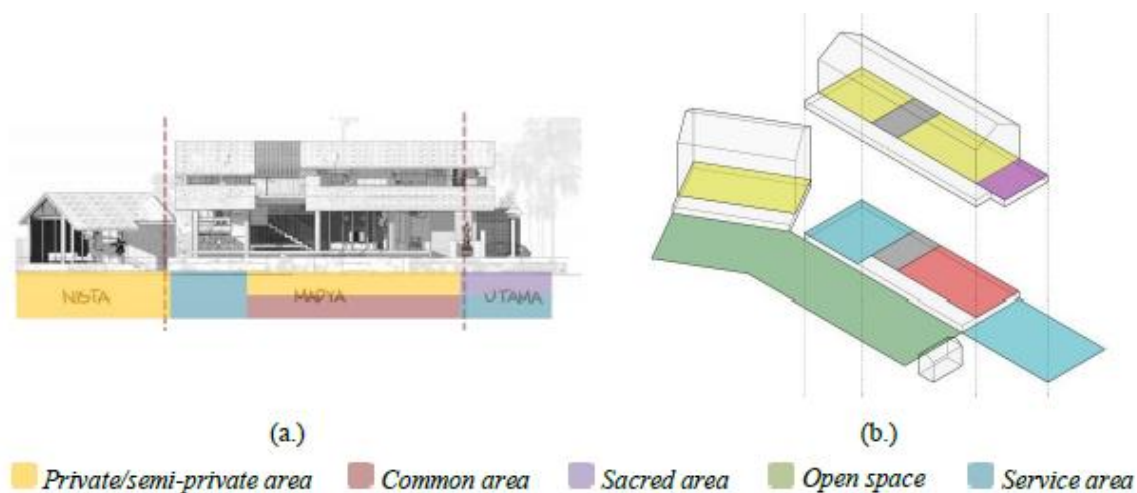 NISTA MADYA UTAMA
(a.) (b.)
Private/semi-private area Common area Sacred area Open space Service area